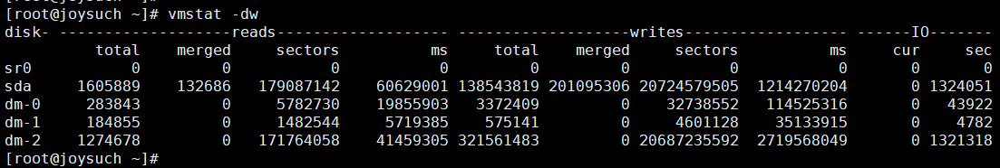 [root@joysuch ~]# vmstat -dw
disk- -------------------reads------------------- -------------------writes------------------ ------IO-------
total merged sectors ms total merged sectors ms cur sec
sr0 0 0 0 0 0 0 0 0 0 0
sda 1605889 132686 179087142 60629001 138543819 201095306 20724579505 1214270204 0 1324051
dm-0 283843 0 5782730 19855903 3372409 0 32738552 114525316 0 43922
dm-1 184855 0 1482544 5719385 575141 0 4601128 35133915 0 4782
dm-2 1274678 0 171764058 41459305 321561483 0 20687235592 2719568049 0 1321318
[root@joysuch ~]#